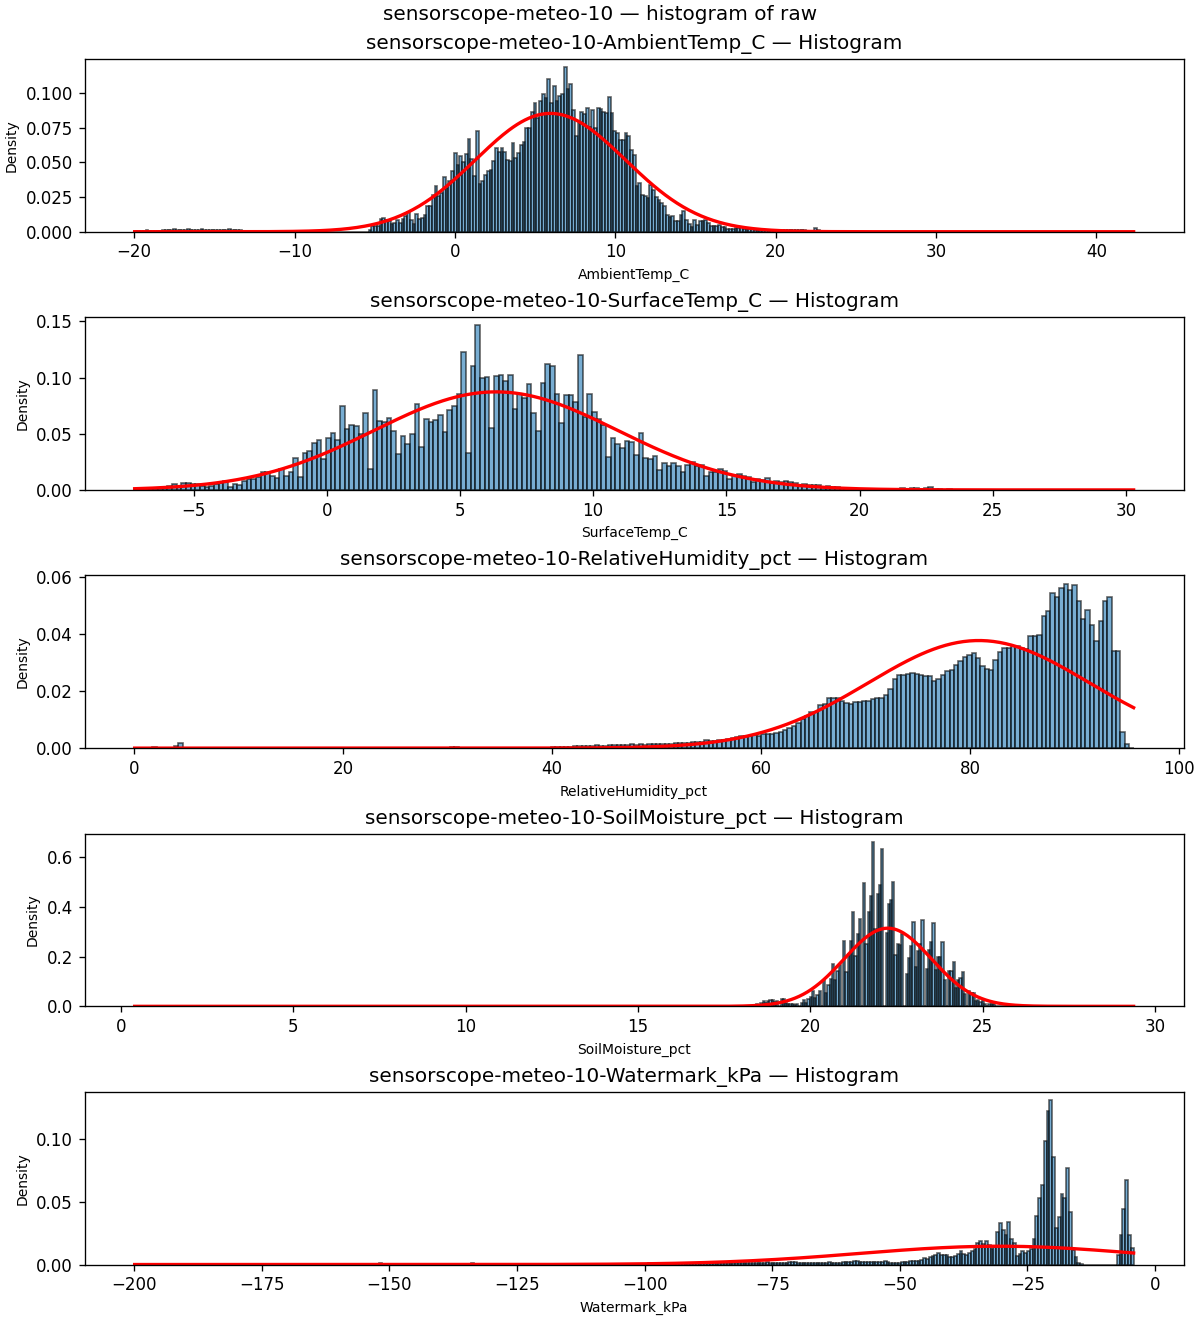 sensorscope-meteo-10 — histogram of raw
sensorscope-meteo-10-AmbientTemp_C — Histogram
Density
0.100
0.075
0.050
0.025
0.000
−20 −10 0 10 20 30 40
AmbientTemp_C
sensorscope-meteo-10-SurfaceTemp_C — Histogram
Density
0.15
0.10
0.05
0.00
−5 0 5 10 15 20 25 30
SurfaceTemp_C
sensorscope-meteo-10-RelativeHumidity_pct — Histogram
Density
0.06
0.04
0.02
0.00
0 20 40 60 80 100
RelativeHumidity_pct
sensorscope-meteo-10-SoilMoisture_pct — Histogram
Density
0.6
0.4
0.2
0.0
0 5 10 15 20 25 30
SoilMoisture_pct
sensorscope-meteo-10-Watermark_kPa — Histogram
Density
0.10
0.05
0.00
−200 −175 −150 −125 −100 −75 −50 −25 0
Watermark_kPa